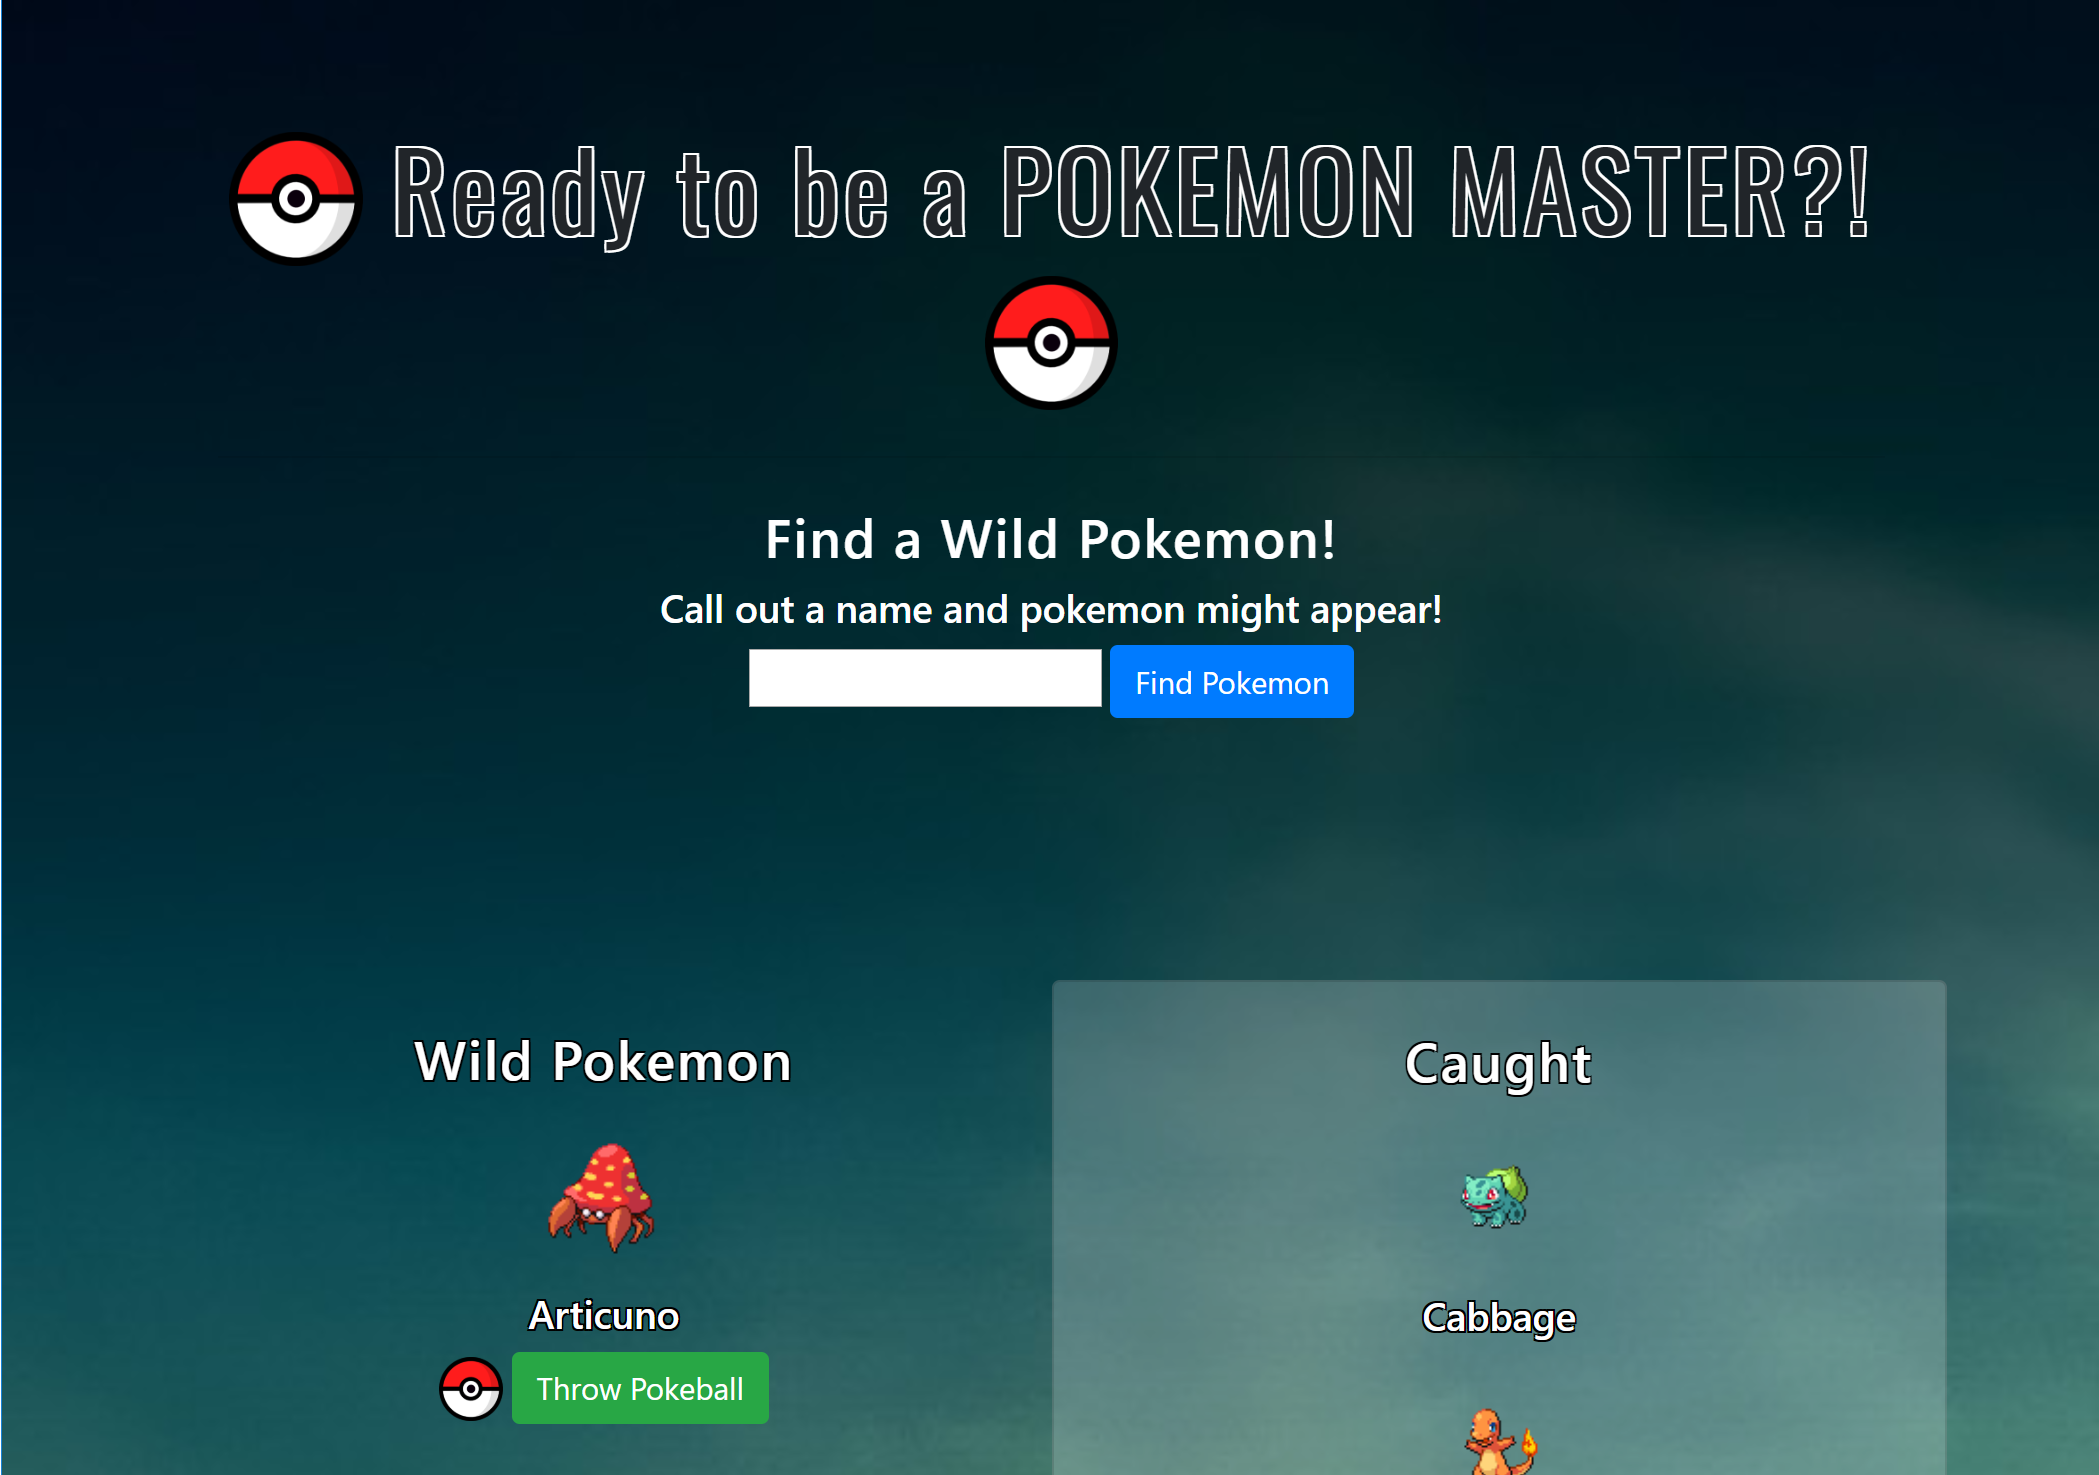 Ready to be a POKEMON MASTER?!
Find a Wild Pokemon!
Call out a name and pokemon might appear!
Find Pokemon
Wild Pokemon
Articuno
Throw Pokeball
Caught
Cabbage